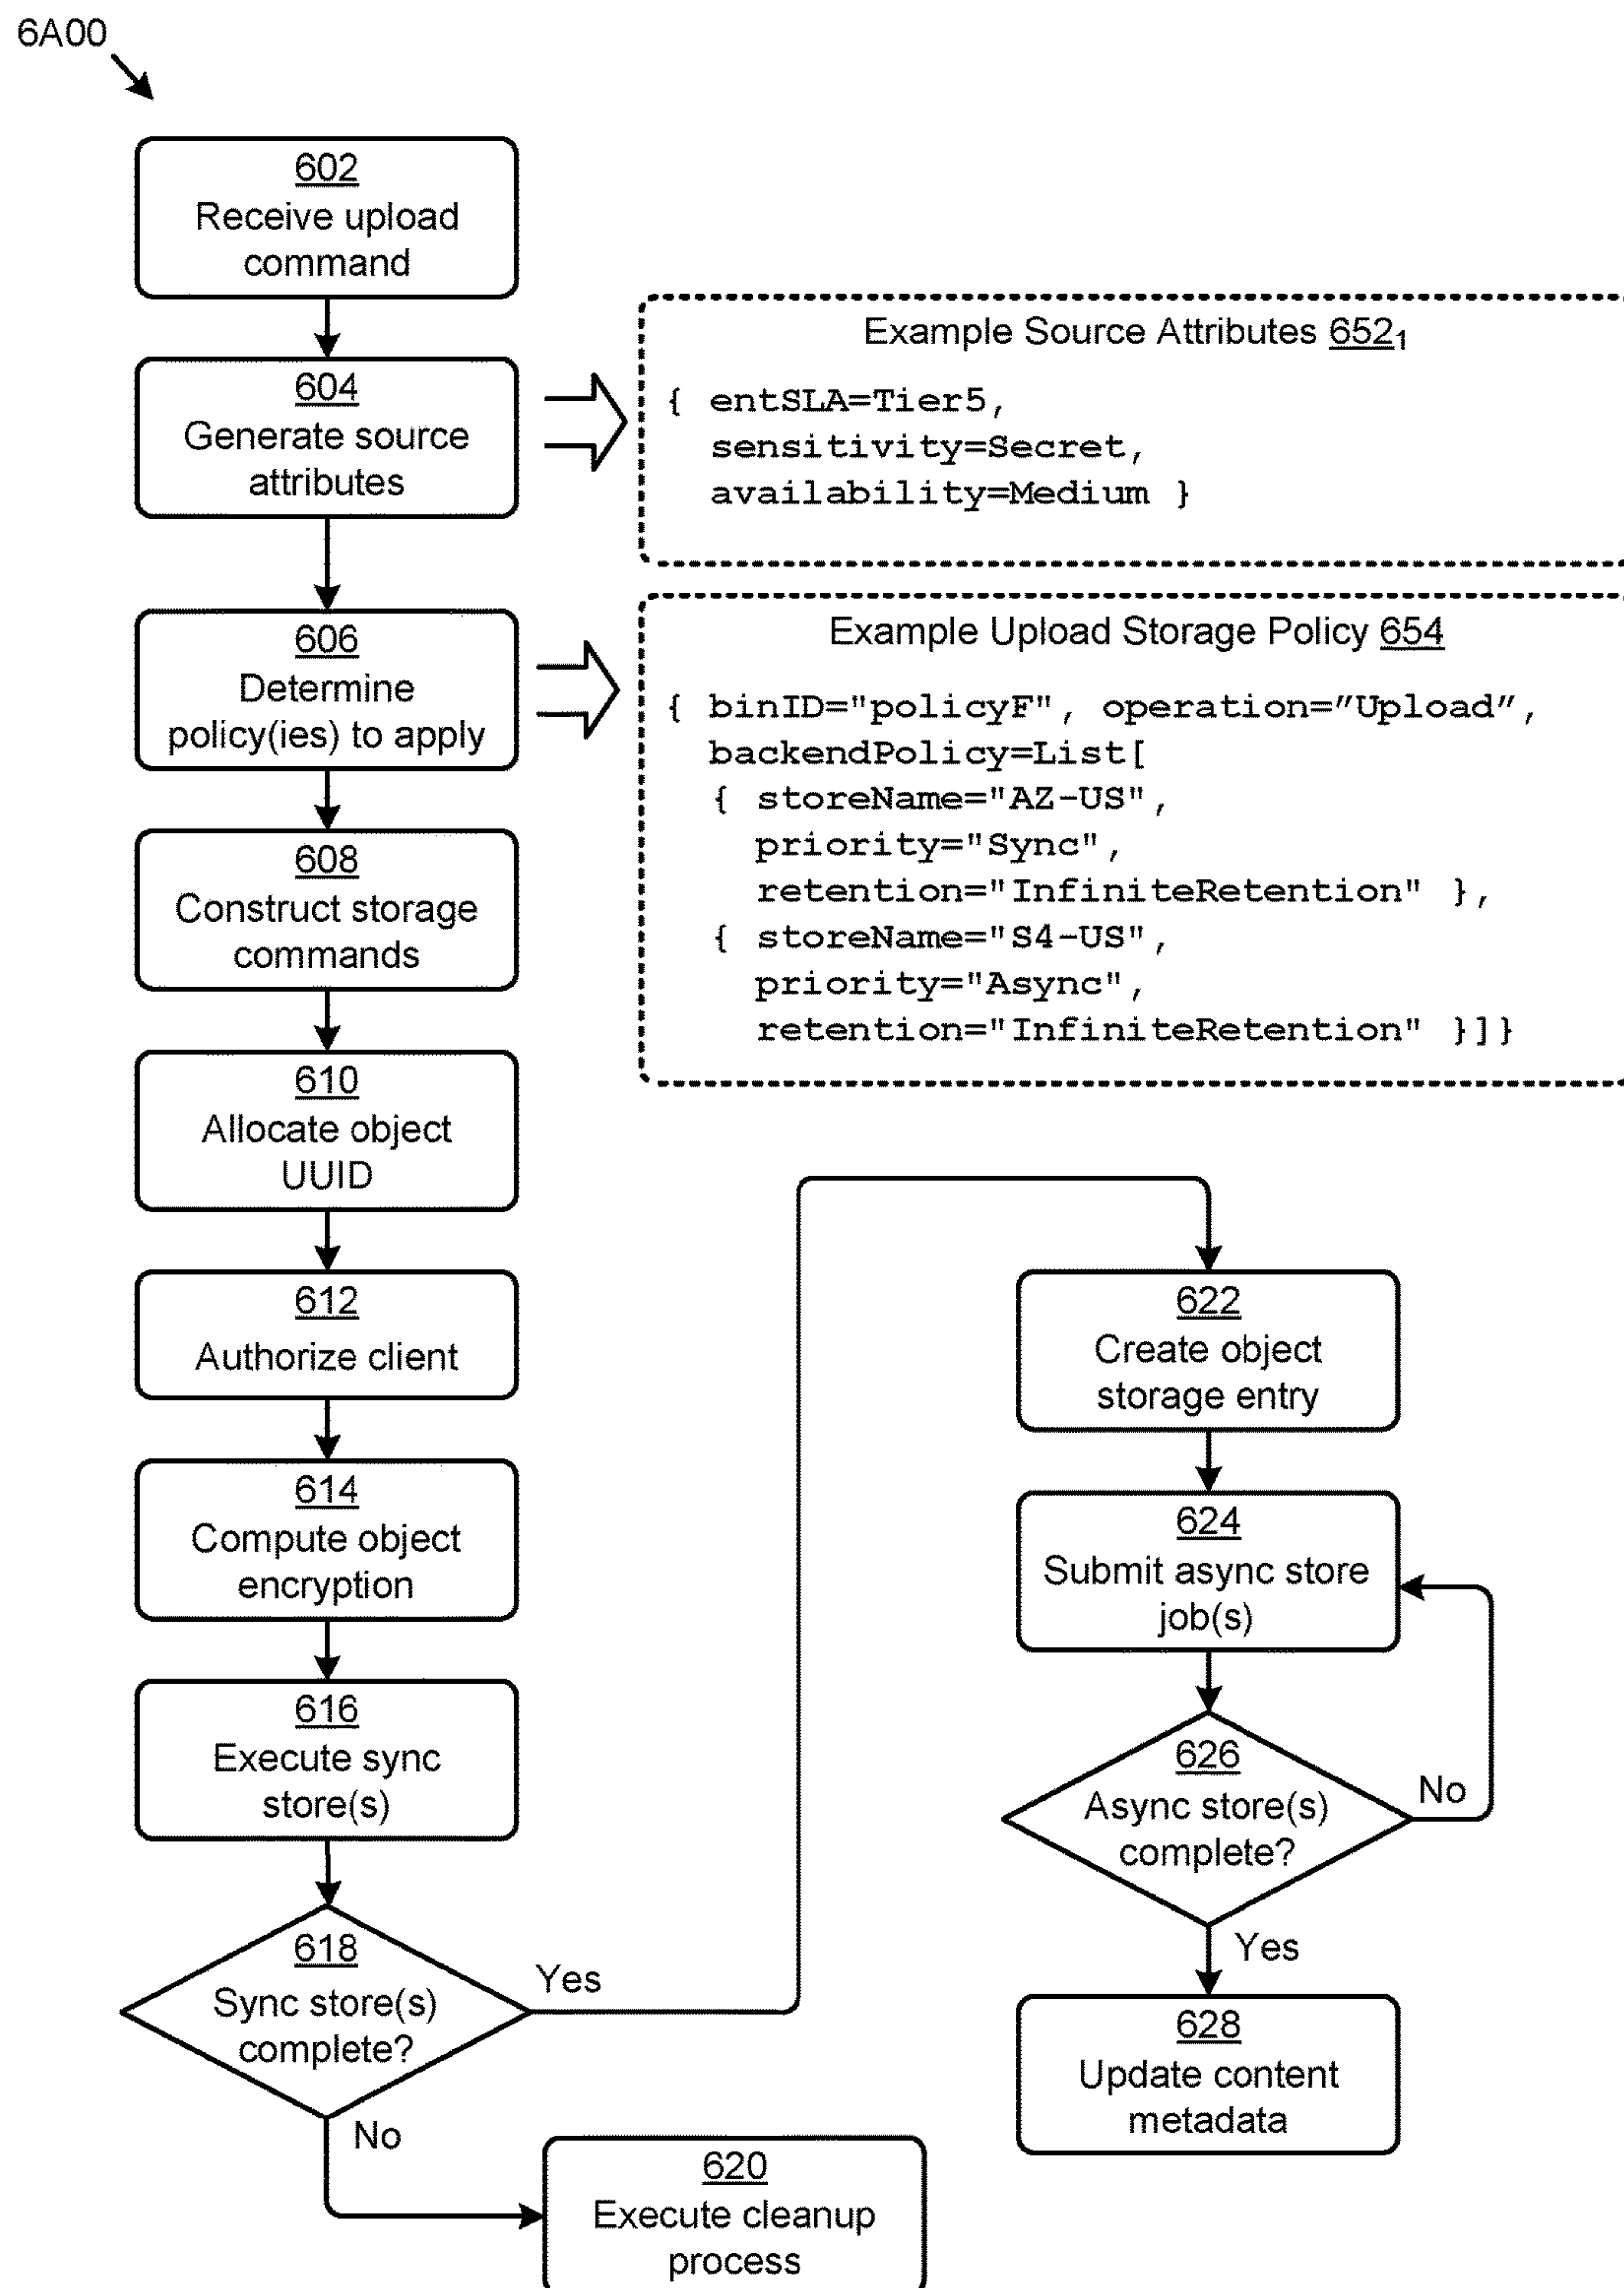 6A00
602
Receive upload
command
604
Generate source
attributes
Example Source Attributes 652₁
{ entSLA=Tier5,
sensitivity=Secret,
availability=Medium }
606
Determine
policy(ies) to apply
Example Upload Storage Policy 654
{ binID="policyF", operation=”Upload”,
backendPolicy=List[
{ storeName="AZ-US",
priority="Sync",
retention="InfiniteRetention" },
{ storeName="S4-US",
priority="Async",
retention="InfiniteRetention" }]}
608
Construct storage
commands
610
Allocate object
UUID
612
Authorize client
614
Compute object
encryption
616
Execute sync
store(s)
618
Sync store(s)
complete?
Yes
No
620
Execute cleanup
process
622
Create object
storage entry
624
Submit async store
job(s)
626
Async store(s)
complete?
No
Yes
628
Update content
metadata